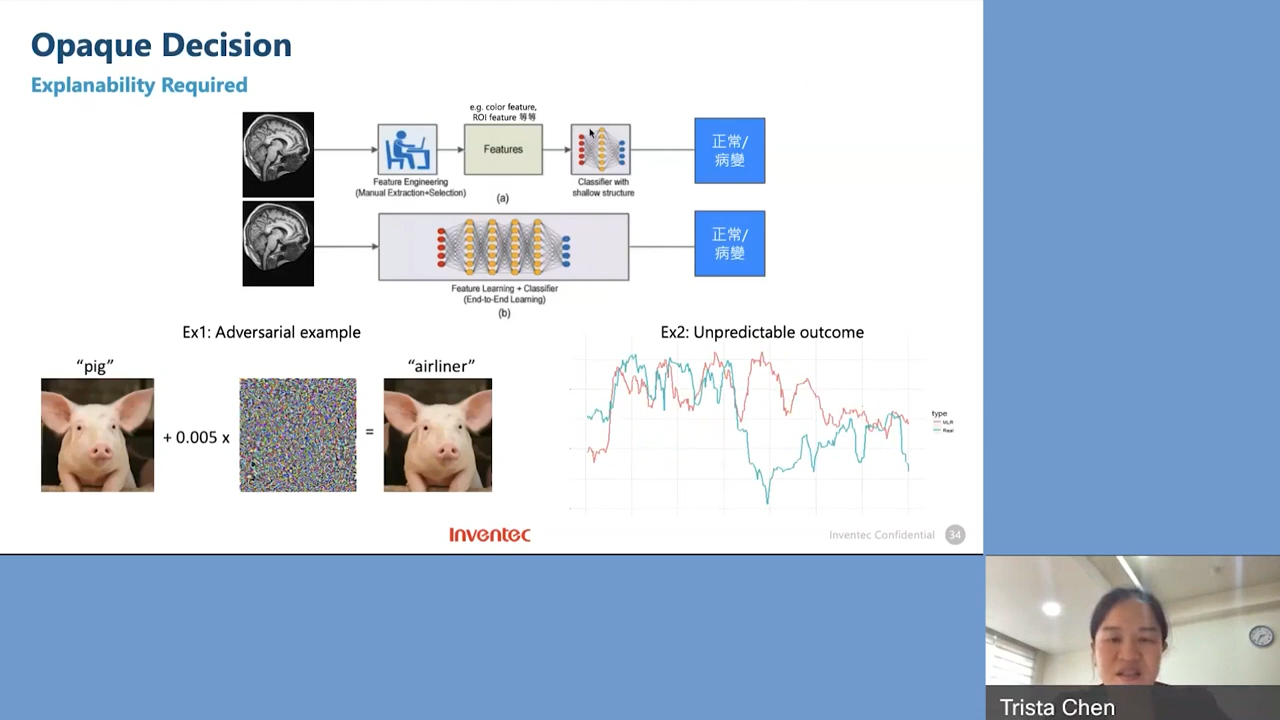 Opaque Decision
Explanability Required
e.g. color feature,
ROI feature 等等
Features
Feature Engineering
(Manual Extraction+Selection)
Classifier with
shallow structure
(a)
正常/
病變
Feature Learning + Classifier
(End-to-End Learning)
(b)
正常/
病變
Ex1: Adversarial example
“pig”
+ 0.005 x
=
“airliner”
Ex2: Unpredictable outcome
type
MLR
Real
Inventec
Inventec Confidential
34
Trista Chen